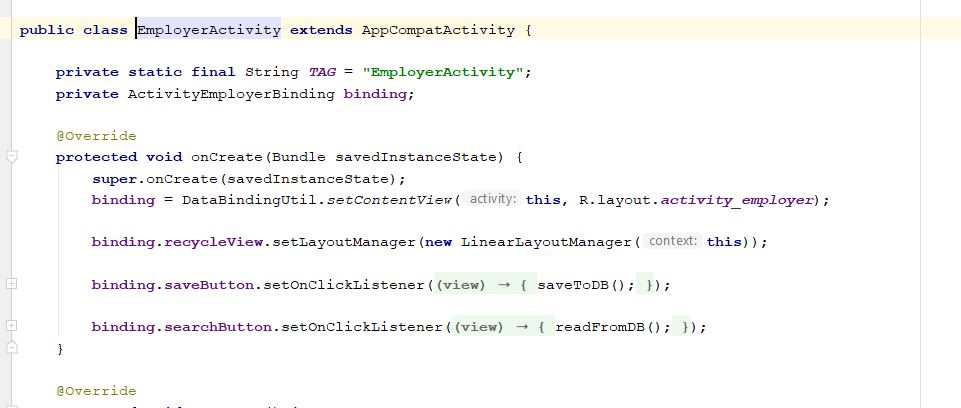 public class EmployerActivity extends AppCompatActivity {
private static final String TAG = "EmployerActivity";
private ActivityEmployerBinding binding;
@Override
protected void onCreate(Bundle savedInstanceState) {
super.onCreate(savedInstanceState);
binding = DataBindingUtil.setContentView( activity: this, R.layout.activity_employer);
binding.recycleView.setLayoutManager(new LinearLayoutManager( context: this));
binding.saveButton.setOnClickListener((view) → { saveToDB(); });
binding.searchButton.setOnClickListener((view) → { readFromDB(); });
}
@Override